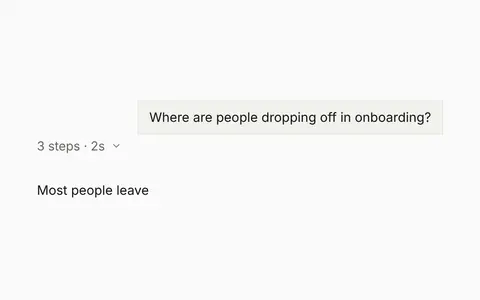 Where are people dropping off in onboarding?
3 steps · 2s
Most people leave